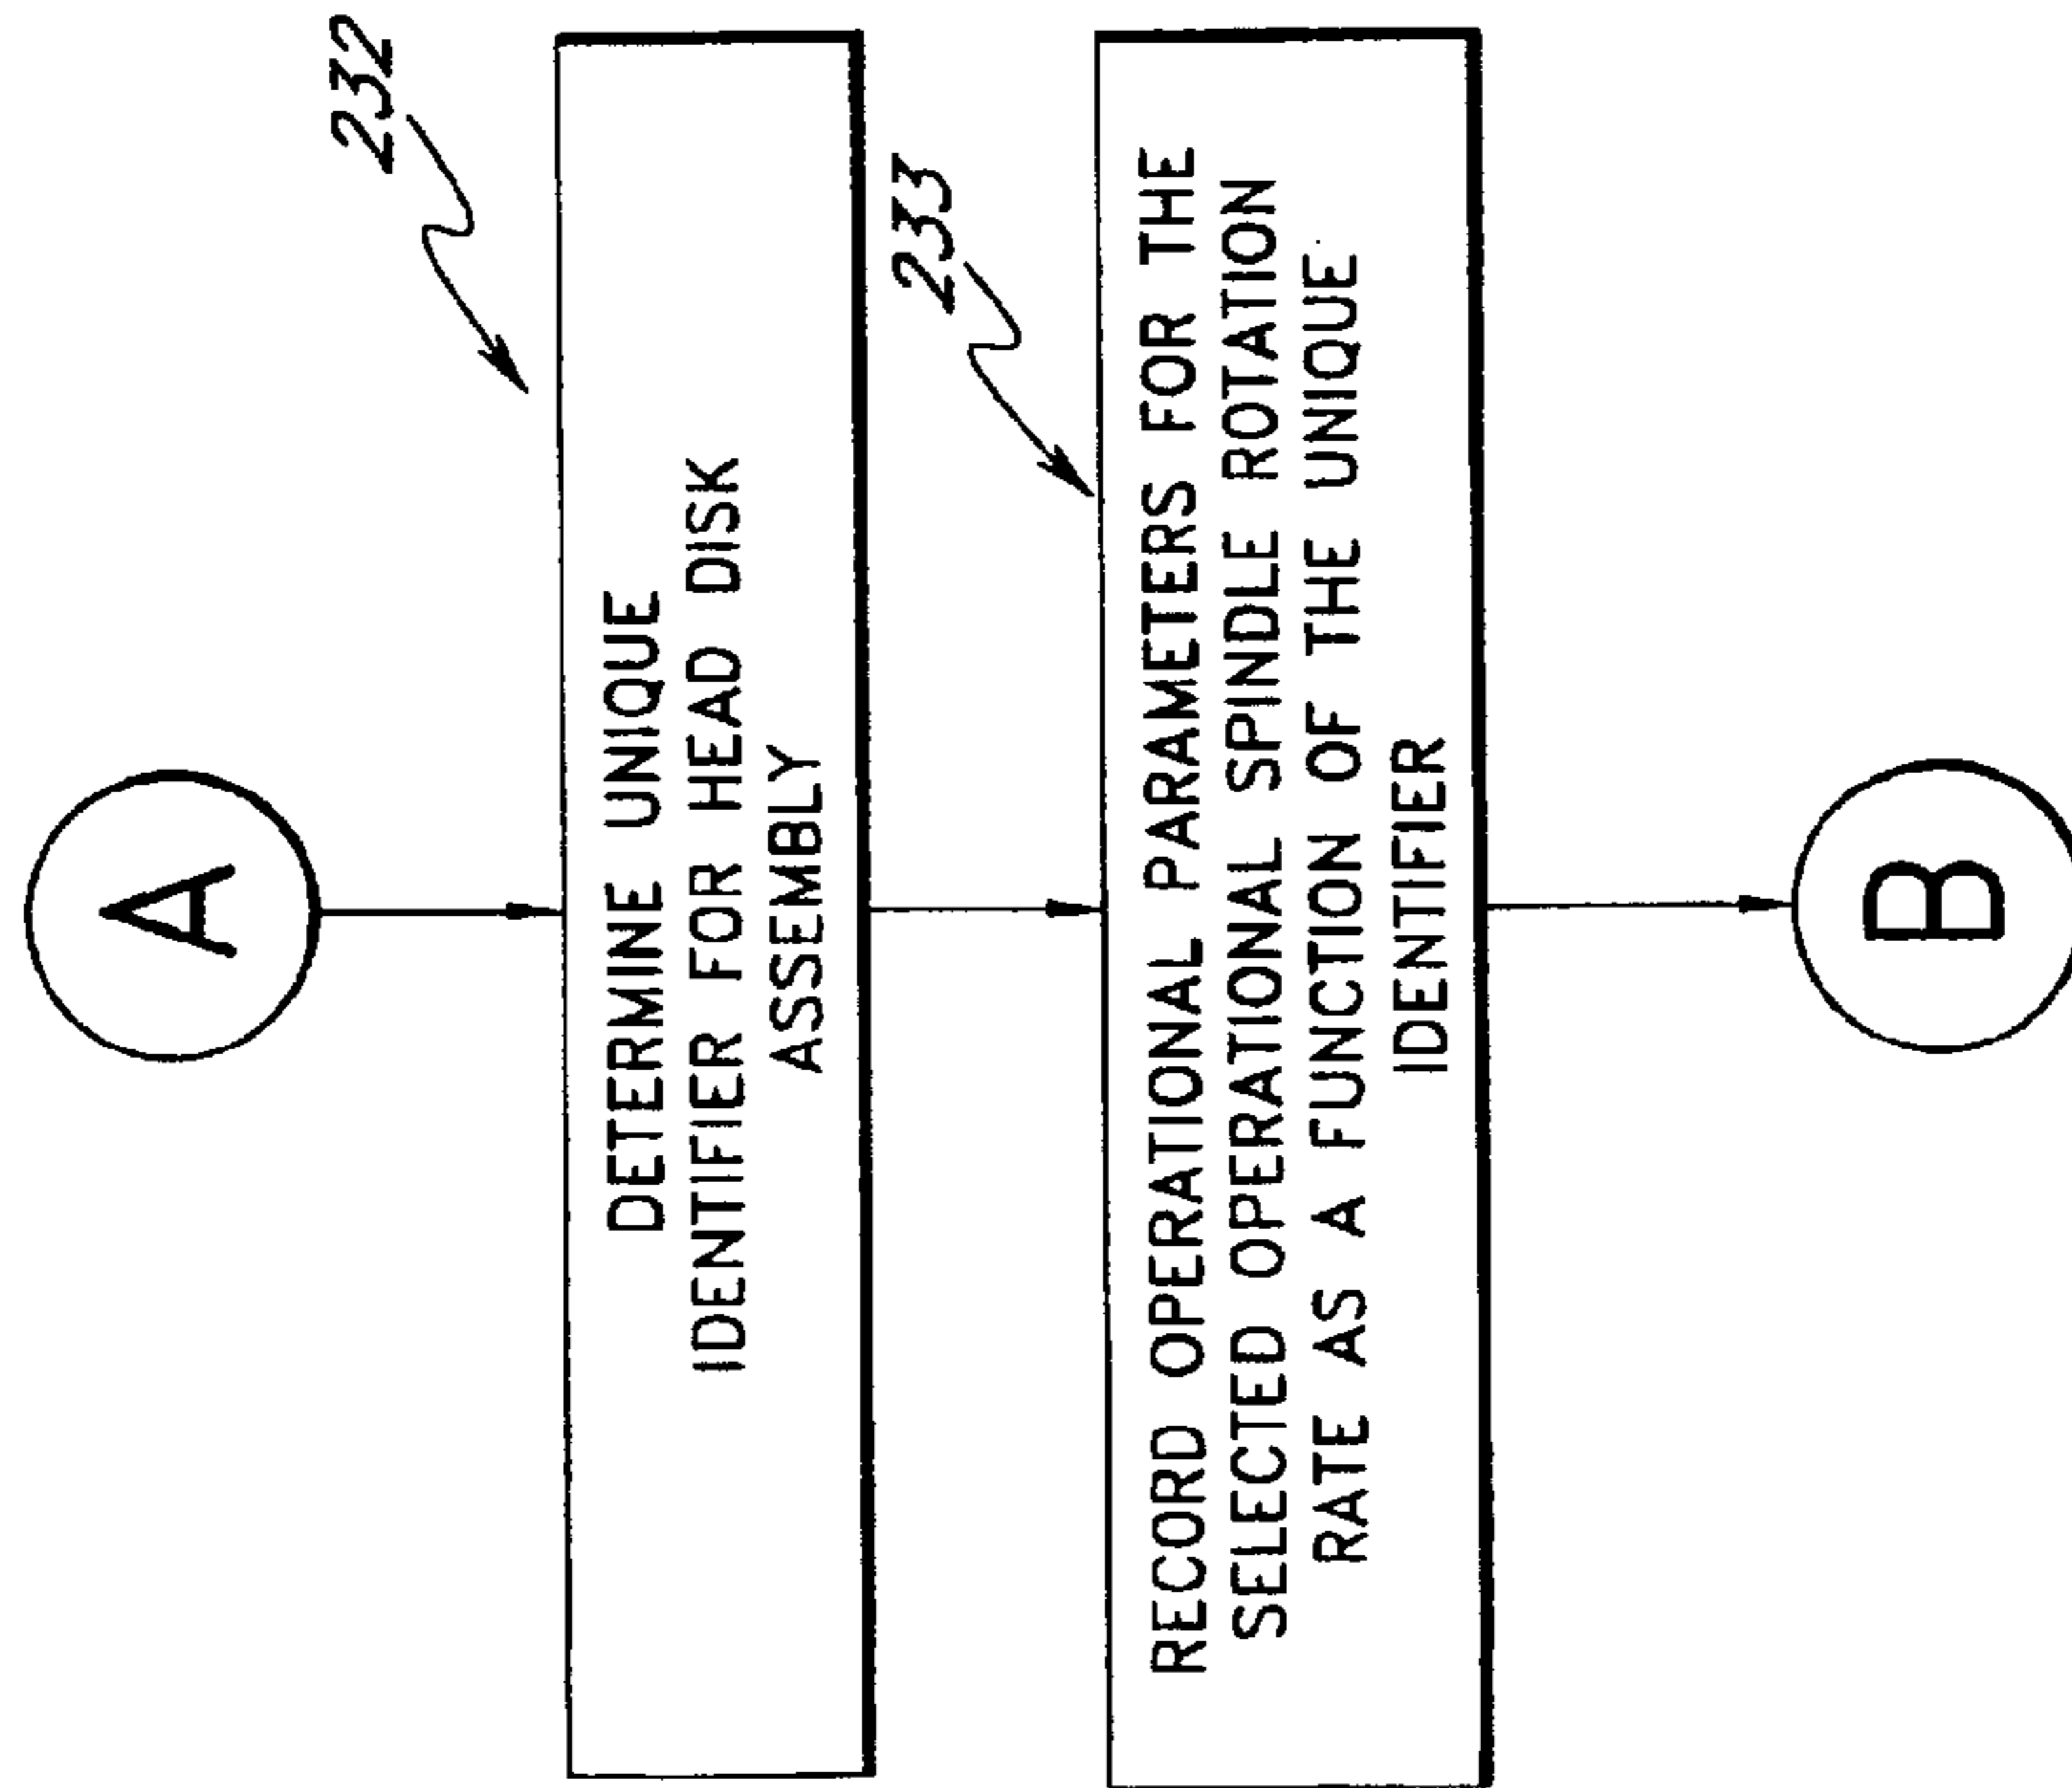 A
232
DETERMINE UNIQUE
IDENTIFIER FOR HEAD DISK
ASSEMBLY
233
RECORD OPERATIONAL PARAMETERS FOR THE
SELECTED OPERATIONAL SPINDLE ROTATION
RATE AS A FUNCTION OF THE UNIQUE
IDENTIFIER
B